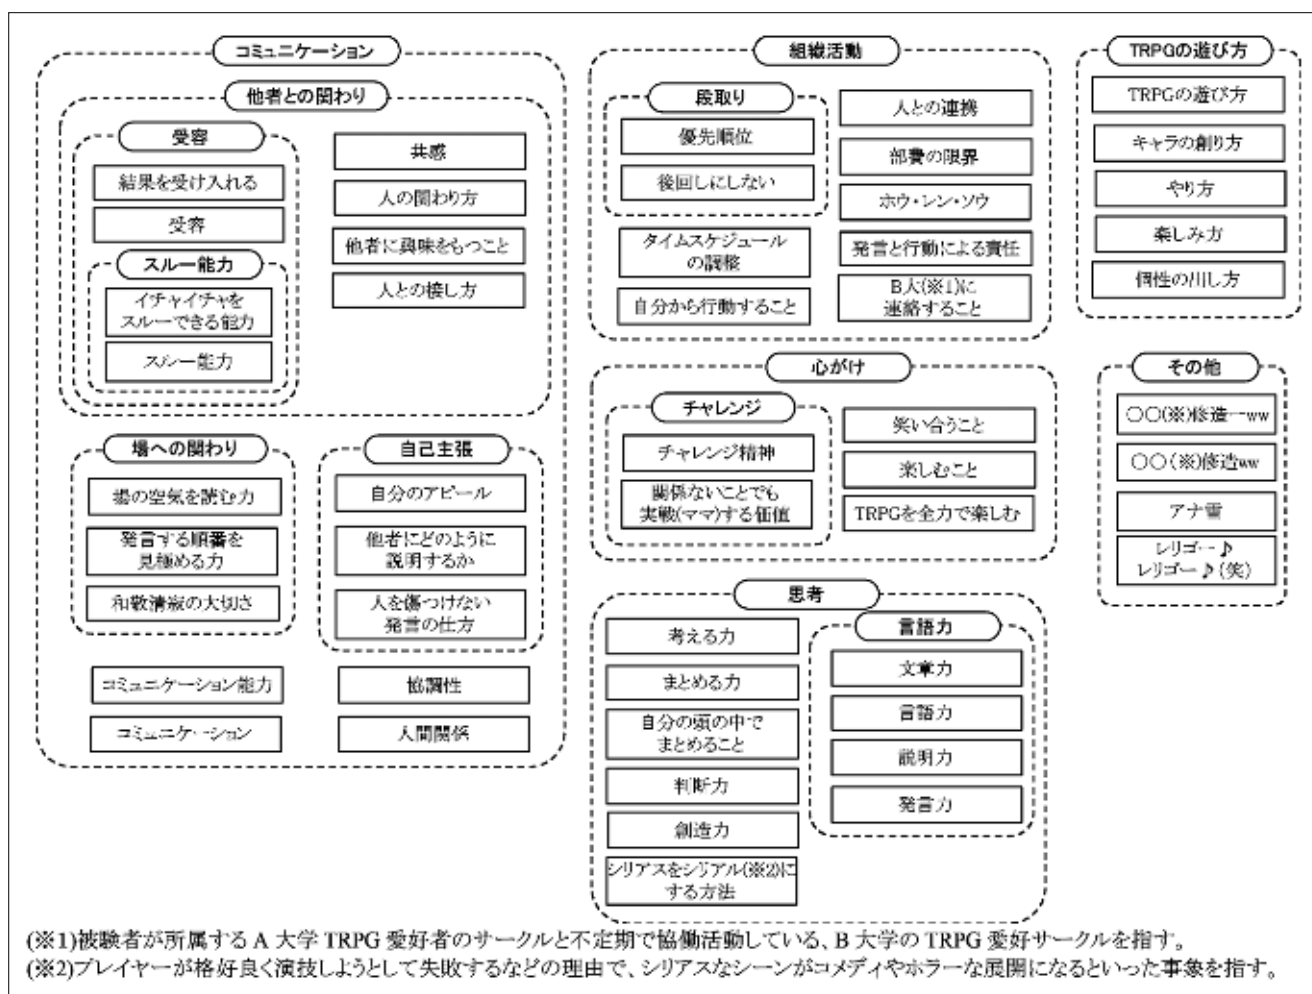 コミュニケーション
他者との関わり
受容
結果を受け入れる
受容
スルー能力
イチャイチャを
スルーできる能力
スルー能力
共感
人の関わり方
他者に興味をもつこと
人との接し方
場への関わり
場の空気を読む力
発言する順番を
見極める力
和敬清寂の大切さ
自己主張
自分のアピール
他者にどのように
説明するか
人を傷つけない
発言の仕方
コミュニケーション能力
コミュニケーション
協調性
人間関係
組織活動
段取り
優先順位
後回しにしない
タイムスケジュール
の調整
自分から行動すること
人との連携
部費の限界
ホウ・レン・ソウ
発言と行動による責任
B大(※1)に
連絡すること
心がけ
チャレンジ
チャレンジ精神
関係ないことでも
実戦(ママ)する価値
笑い合うこと
楽しむこと
TRPGを全力で楽しむ
思考
考える力
まとめる力
自分の頭の中で
まとめること
判断力
創造力
シリアスをシリアル(※2)に
する方法
言語力
文章力
言語力
説明力
発言力
TRPGの遊び方
TRPGの遊び方
キャラの創り方
やり方
楽しみ方
個性の出し方
その他
〇〇(※)修造ーww
〇〇(※)修造ww
アナ雪
レリゴー♪
レリゴー♪(笑)
(※1)被験者が所属する A 大学 TRPG 愛好者のサークルと不定期で協働活動している、B 大学の TRPG 愛好サークルを指す。
(※2)プレイヤーが格好良く演技しようとして失敗するなどの理由で、シリアスなシーンがコメディやホラーな展開になるといった事象を指す。